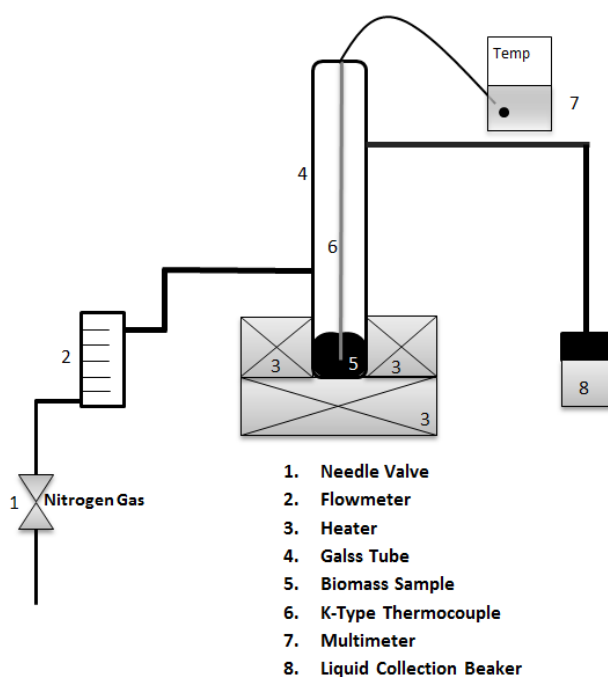 Temp
7
4
6
2
3
5
3
8
3
1 Nitrogen Gas
1. Needle Valve
2. Flowmeter
3. Heater
4. Galss Tube
5. Biomass Sample
6. K-Type Thermocouple
7. Multimeter
8. Liquid Collection Beaker